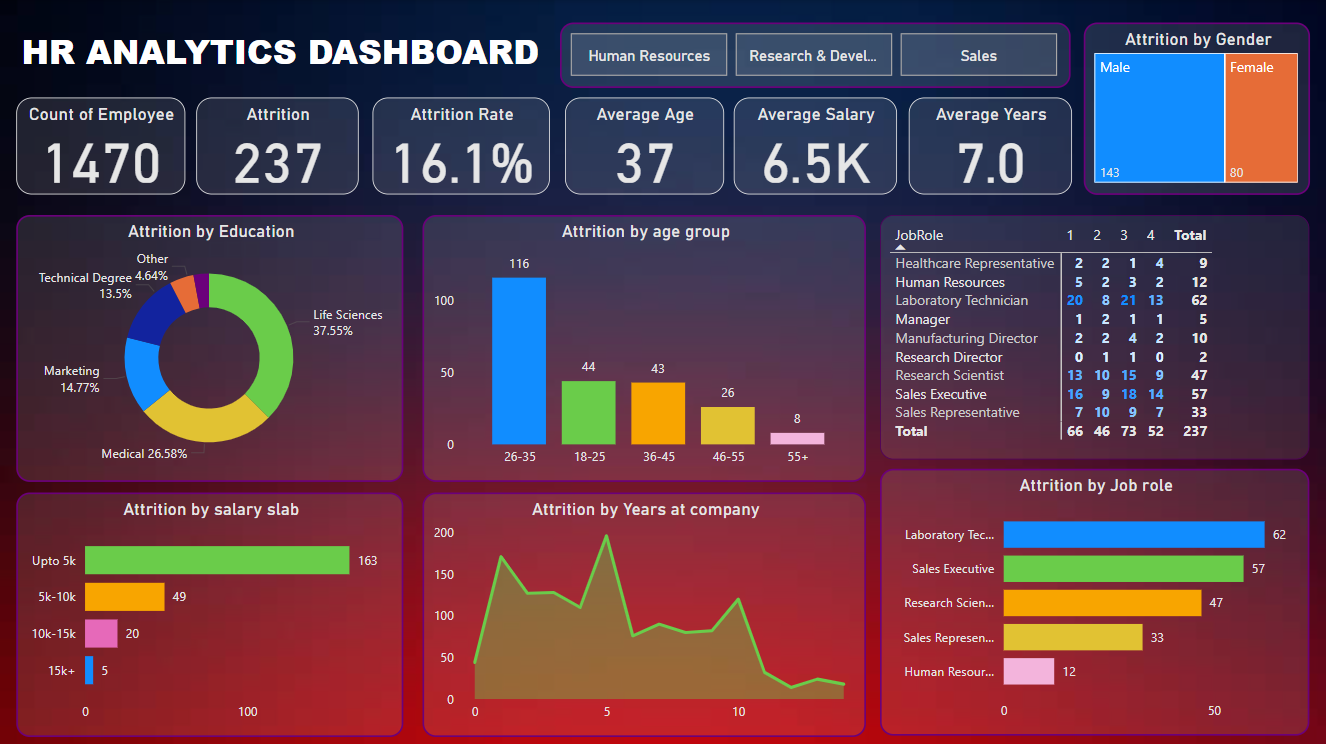 HR ANALYTICS DASHBOARD
Human Resources
Research & Devel...
Sales
Attrition by Gender
Male
Female
143
80
Count of Employee
1470
Attrition
237
Attrition Rate
16.1%
Average Age
37
Average Salary
6.5K
Average Years
7.0
Attrition by Education
Other
4.64%
Technical Degree
13.5%
Life Sciences
37.55%
Marketing
14.77%
Medical 26.58%
Attrition by age group
100
50
0
116
44
43
26
8
26-35
18-25
36-45
46-55
55+
JobRole 1 2 3 4 Total
Healthcare Representative 2 2 1 4 9
Human Resources 5 2 3 2 12
Laboratory Technician 20 8 21 13 62
Manager 1 2 1 1 5
Manufacturing Director 2 2 4 2 10
Research Director 0 1 1 0 2
Research Scientist 13 10 15 9 47
Sales Executive 16 9 18 14 57
Sales Representative 7 10 9 7 33
Total 66 46 73 52 237
Attrition by salary slab
Upto 5k 163
5k-10k 49
10k-15k 20
15k+ 5
0 100
Attrition by Years at company
200
150
100
50
0
0 5 10
Attrition by Job role
Laboratory Tec... 62
Sales Executive 57
Research Scien... 47
Sales Represen... 33
Human Resour... 12
0 50